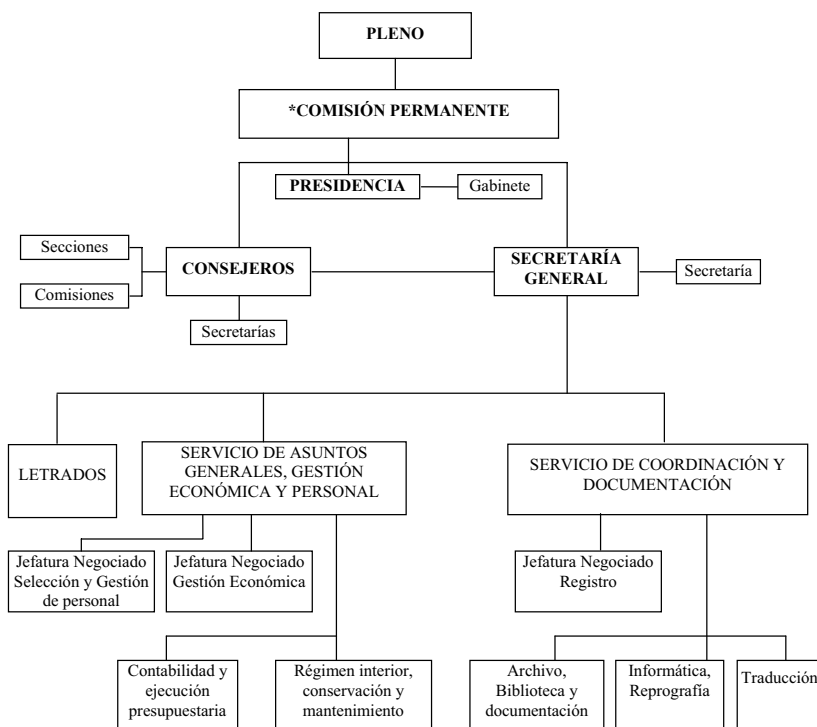 PLENO
*COMISIÓN PERMANENTE
PRESIDENCIA
Gabinete
Secciones
Comisiones
CONSEJEROS
SECRETARÍA
GENERAL
Secretaría
Secretarías
LETRADOS
SERVICIO DE ASUNTOS
GENERALES, GESTIÓN
ECONÓMICA Y PERSONAL
SERVICIO DE COORDINACIÓN Y
DOCUMENTACIÓN
Jefatura Negociado
Selección y Gestión
de personal
Jefatura Negociado
Gestión Económica
Jefatura Negociado
Registro
Contabilidad y
ejecución
presupuestaria
Régimen interior,
conservación y
mantenimiento
Archivo,
Biblioteca y
documentación
Informática,
Reprografía
Traducción